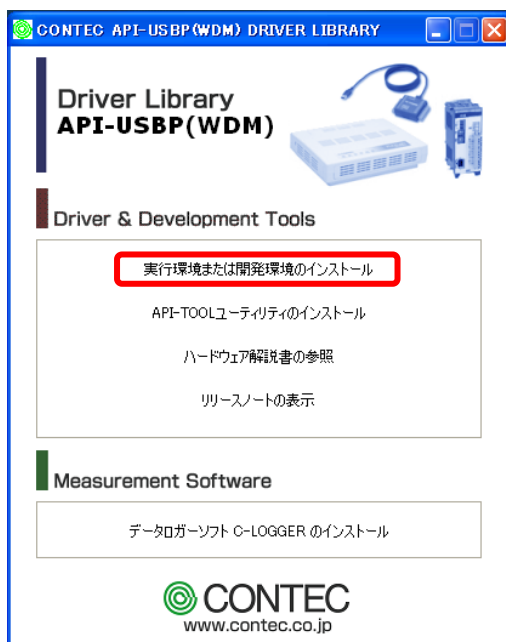 CONTEC API-USBP(WDM) DRIVER LIBRARY
Driver Library
API-USBP(WDM)
Driver & Development Tools
実行環境または開発環境のインストール
API-TOOLユーティリティのインストール
ハードウェア解説書の参照
リリースノートの表示
Measurement Software
データロガーソフト C-LOGGER のインストール
CONTEC
www.contec.co.jp